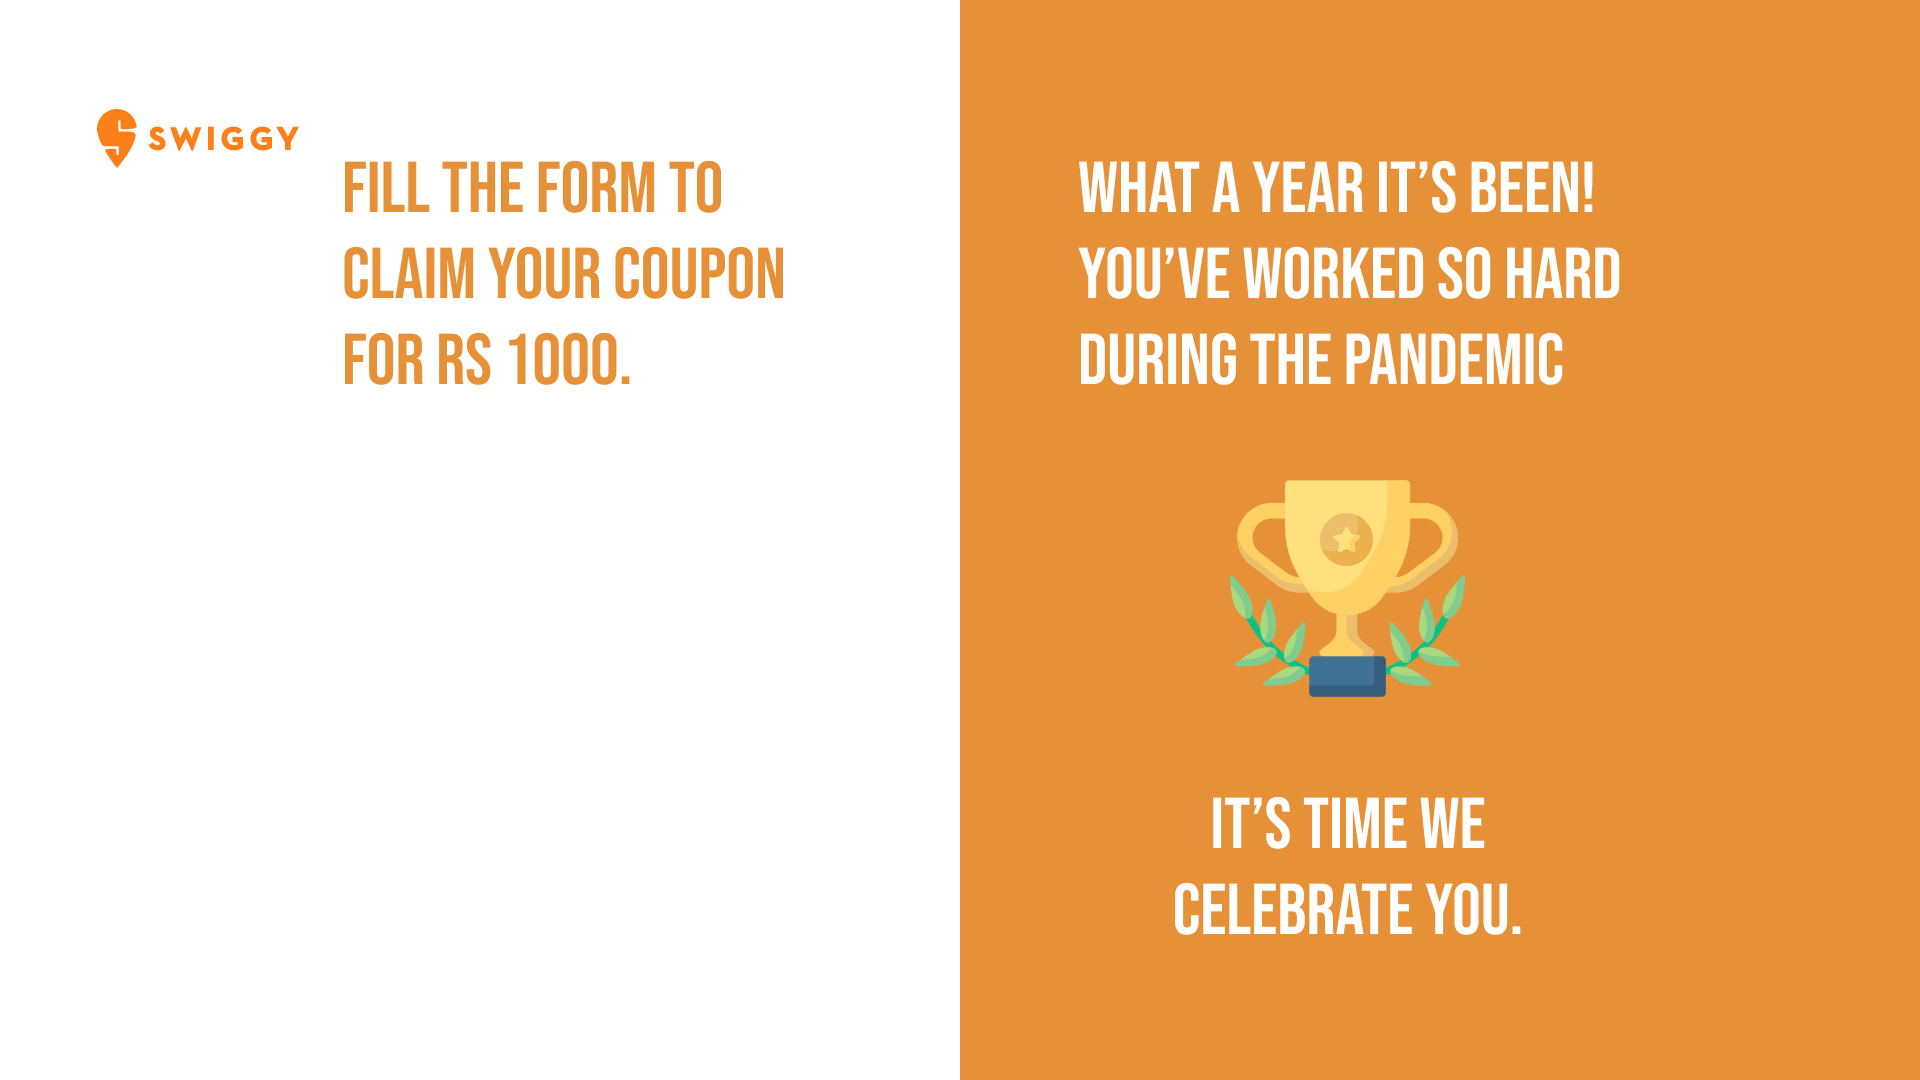 SWIGGY
FILL THE FORM TO
CLAIM YOUR COUPON
FOR RS 1000.
WHAT A YEAR IT’S BEEN!
YOU’VE WORKED SO HARD
DURING THE PANDEMIC
IT’S TIME WE
CELEBRATE YOU.